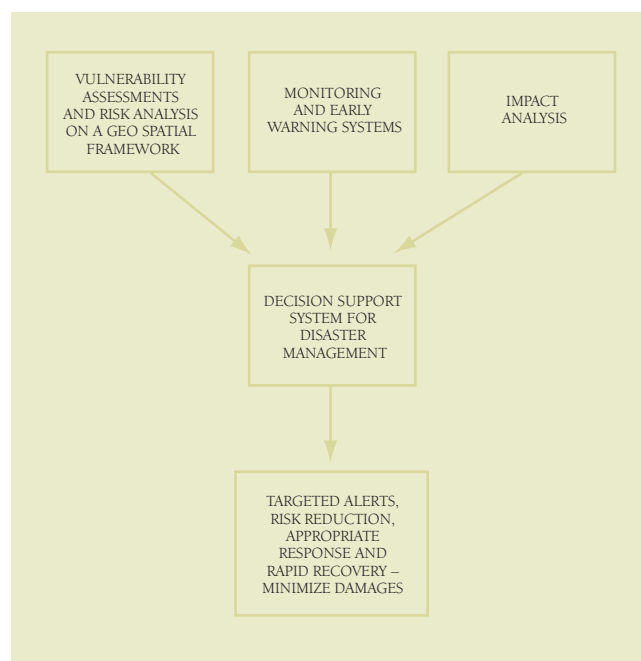 VULNERABILITY
ASSESSMENTS
AND RISK ANALYSIS
ON A GEO SPATIAL
FRAMEWORK
MONITORING
AND EARLY
WARNING SYSTEMS
IMPACT
ANALYSIS
DECISION SUPPORT
SYSTEM FOR
DISASTER
MANAGEMENT
TARGETED ALERTS,
RISK REDUCTION,
APPROPRIATE
RESPONSE AND
RAPID RECOVERY –
MINIMIZE DAMAGES